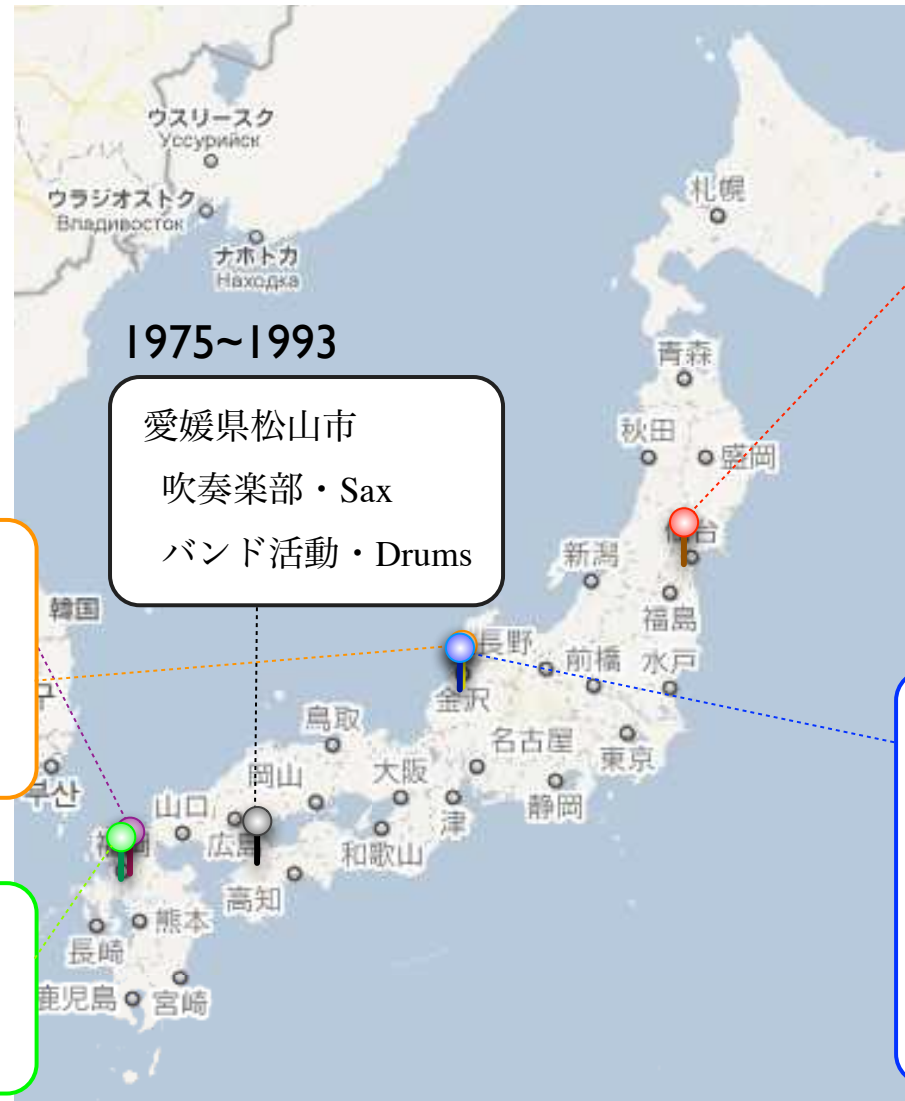 ウスリースク
Уссурийск
ウラジオストク
Владивосток
ナホトカ
Находка
札幌
1975~1993
青森
愛媛県松山市
吹奏楽部・Sax
バンド活動・Drums
秋田
盛岡
新潟
福島
韓国
長野
前橋
水戸
金沢
鳥取
名古屋
東京
岡山
大阪
부산
山口
津
静岡
広島
和歌山
高知
熊本
長崎
鹿児島
宮崎